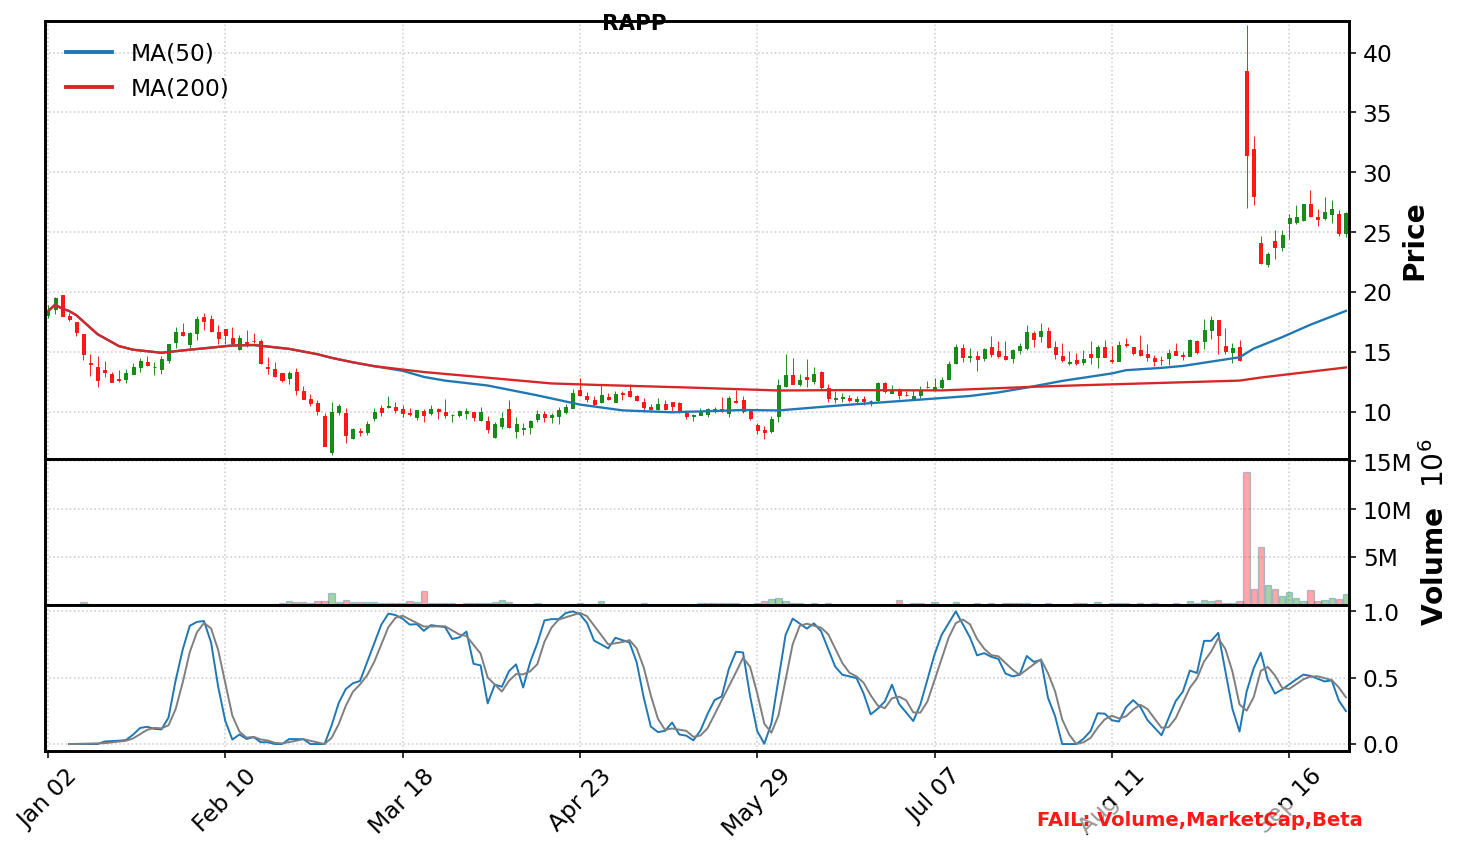 RAPP
MA(50)
MA(200)
40
35
30
25
20
15
10
Price
15M
10M
5M
Volume 10^6
1.0
0.5
0.0
Jan 02
Feb 10
Mar 18
Apr 23
May 29
Jul 07
Aug 11
Sep 16
FAIL: Volume,MarketCap,Beta